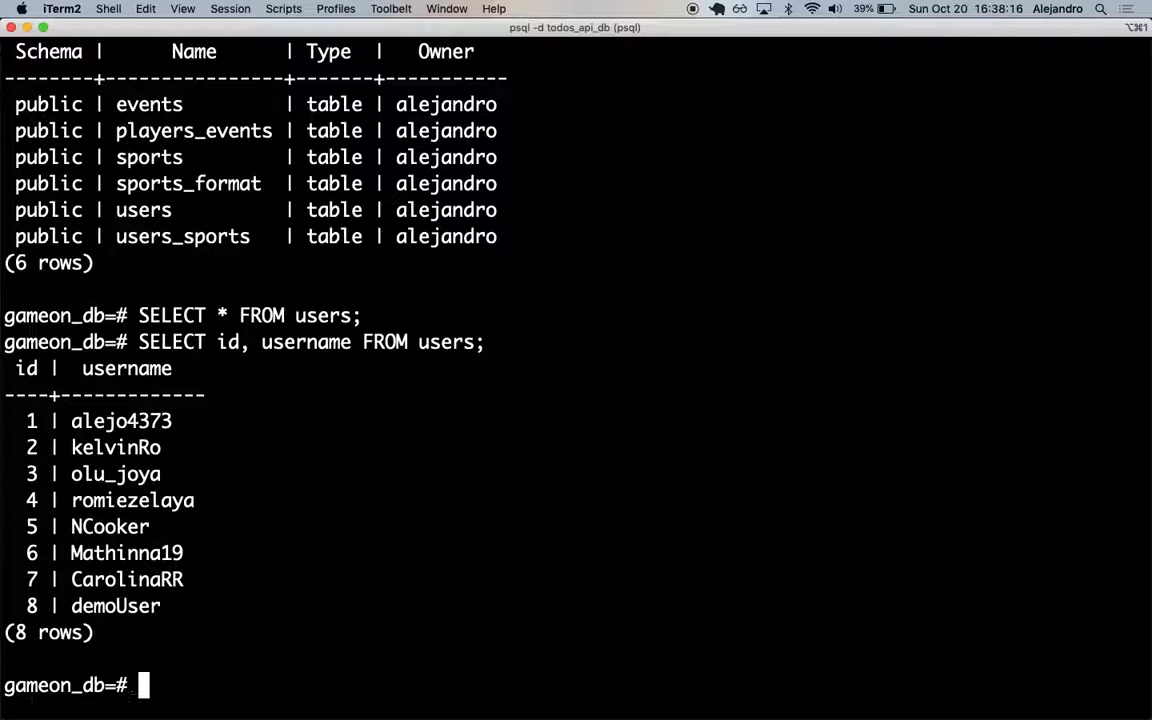 iTerm2 Shell Edit View Session Scripts Profiles Toolbelt Window Help 39% Sun Oct 20 16:38:16 Alejandro
psql -d todos_api_db (psql) ⌥⌘1
Schema | Name | Type | Owner
--------+----------------+-------+-----------
public | events | table | alejandro
public | players_events | table | alejandro
public | sports | table | alejandro
public | sports_format | table | alejandro
public | users | table | alejandro
public | users_sports | table | alejandro
(6 rows)
gameon_db=# SELECT * FROM users;
gameon_db=# SELECT id, username FROM users;
id | username
----+-------------
1 | alejo4373
2 | kelvinRo
3 | olu_joya
4 | romiezelaya
5 | NCooker
6 | Mathinna19
7 | CarolinaRR
8 | demoUser
(8 rows)
gameon_db=#